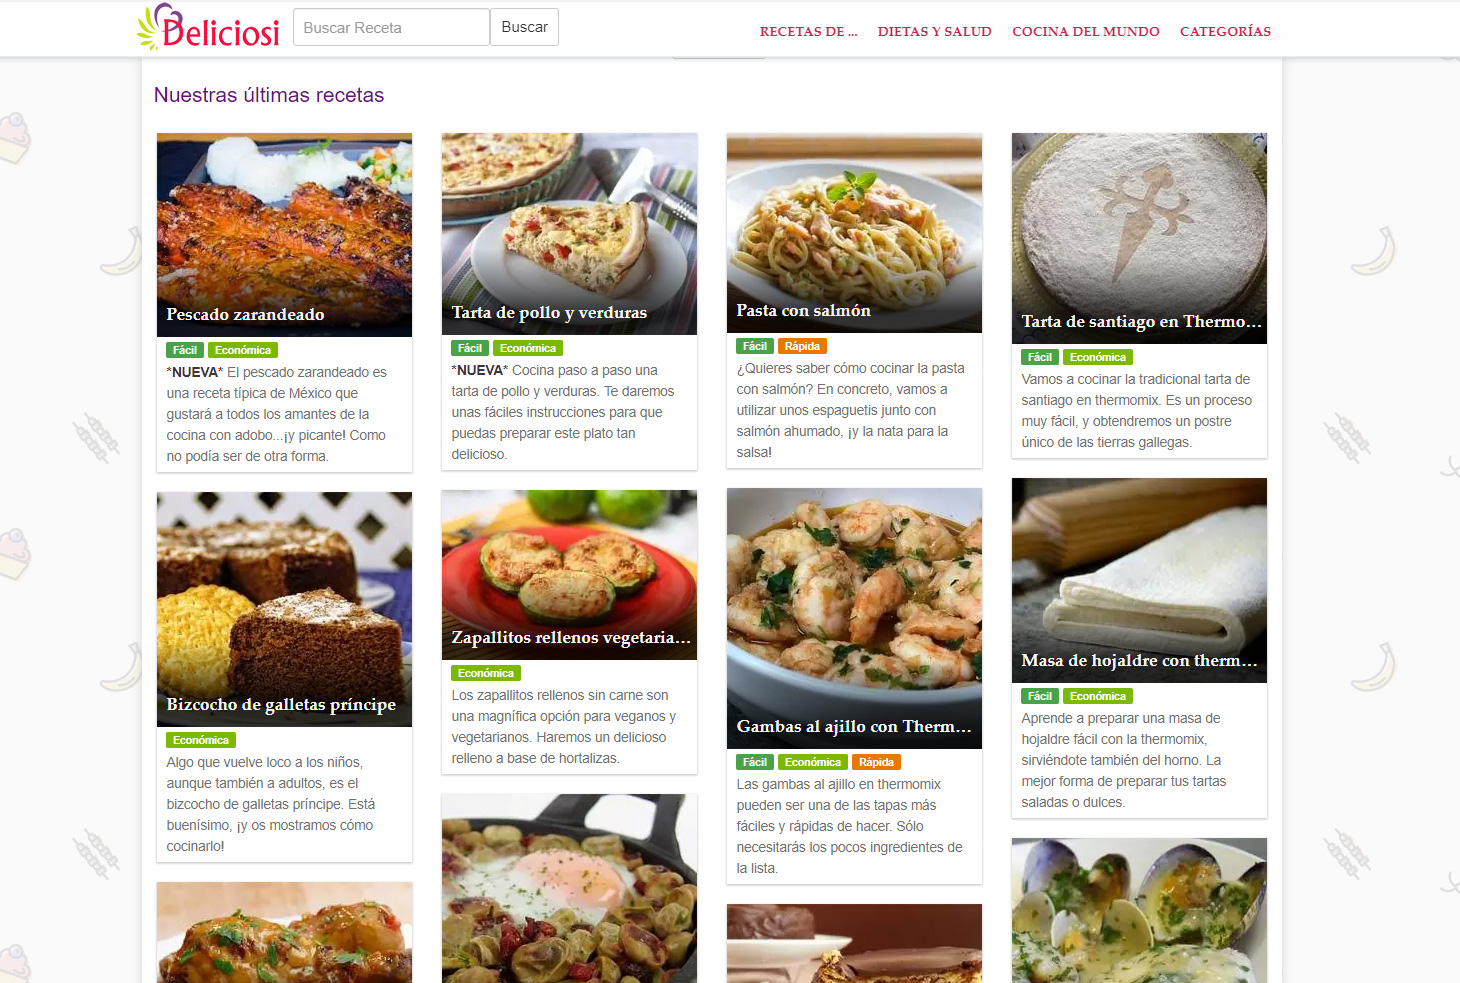 Deliciosi
Buscar Receta
Buscar
RECETAS DE ...
DIETAS Y SALUD
COCINA DEL MUNDO
CATEGORÍAS
Nuestras últimas recetas
Pescado zarandeado
Fácil Económica
*NUEVA* El pescado zarandeado es
una receta típica de México que
gustará a todos los amantes de la
cocina con adobo...¡y picante! Como
no podía ser de otra forma.
Tarta de pollo y verduras
Fácil Económica
*NUEVA* Cocina paso a paso una
tarta de pollo y verduras. Te daremos
unas fáciles instrucciones para que
puedas preparar este plato tan
delicioso.
Pasta con salmón
Fácil Rápida
¿Quieres saber cómo cocinar la pasta
con salmón? En concreto, vamos a
utilizar unos espaguetis junto con
salmón ahumado, ¡y la nata para la
salsa!
Tarta de santiago en Thermo...
Fácil Económica
Vamos a cocinar la tradicional tarta de
santiago en thermomix. Es un proceso
muy fácil, y obtendremos un postre
único de las tierras gallegas.
Bizcocho de galletas príncipe
Económica
Algo que vuelve loco a los niños,
aunque también a adultos, es el
bizcocho de galletas príncipe. Está
buenísimo, ¡y os mostramos cómo
cocinarlo!
Zapallitos rellenos vegetaria...
Económica
Los zapallitos rellenos sin carne son
una magnífica opción para veganos y
vegetarianos. Haremos un delicioso
relleno a base de hortalizas.
Gambas al ajillo con Therm...
Fácil Económica Rápida
Las gambas al ajillo en thermomix
pueden ser una de las tapas más
fáciles y rápidas de hacer. Sólo
necesitarás los pocos ingredientes de
la lista.
Masa de hojaldre con therm...
Fácil Económica
Aprende a preparar una masa de
hojaldre fácil con la thermomix,
sirviéndote también del horno. La
mejor forma de preparar tus tartas
saladas o dulces.